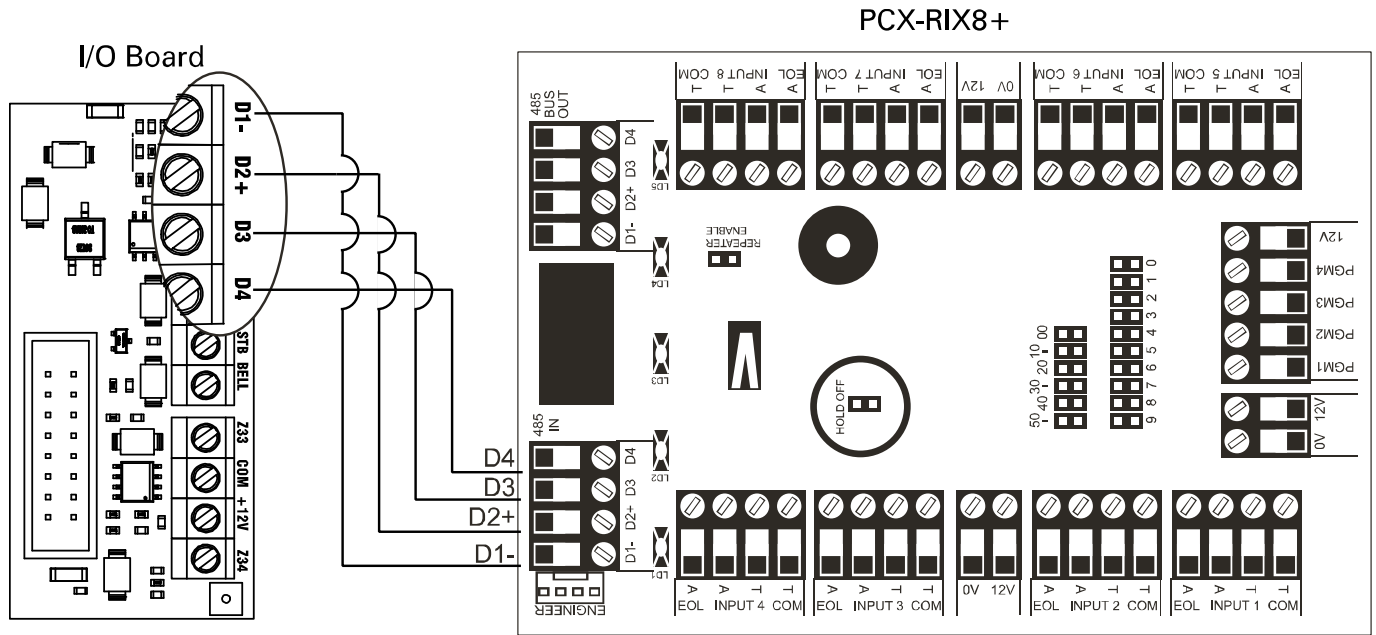 PCX-RIX8+
I/O Board
D1-
D2+
D3
D4
STB
BELL
Z33
COM
+12V
Z34
485
BUS
OUT
D4
D3
D2+
D1-
LD5
LD4
LD3
LD2
LD1
REPEATER
ENABLE
HOLD OFF
485
IN
D4
D3
D2+
D1-
D4
D3
D2+
D1-
ENGINEER
T T A A
COM INPUT 8 EOL
T T A A
COM INPUT 7 EOL
12V 0V
T T A A
COM INPUT 6 EOL
T T A A
COM INPUT 5 EOL
12V
PGM4
PGM3
PGM2
PGM1
12V
0V
0
1
2
3
4
5
6
7
8
9
00
10 -
20
30 -
40
50 -
A A T T
EOL INPUT 4 COM
A A T T
EOL INPUT 3 COM
0V 12V
A A T T
EOL INPUT 2 COM
A A T T
EOL INPUT 1 COM